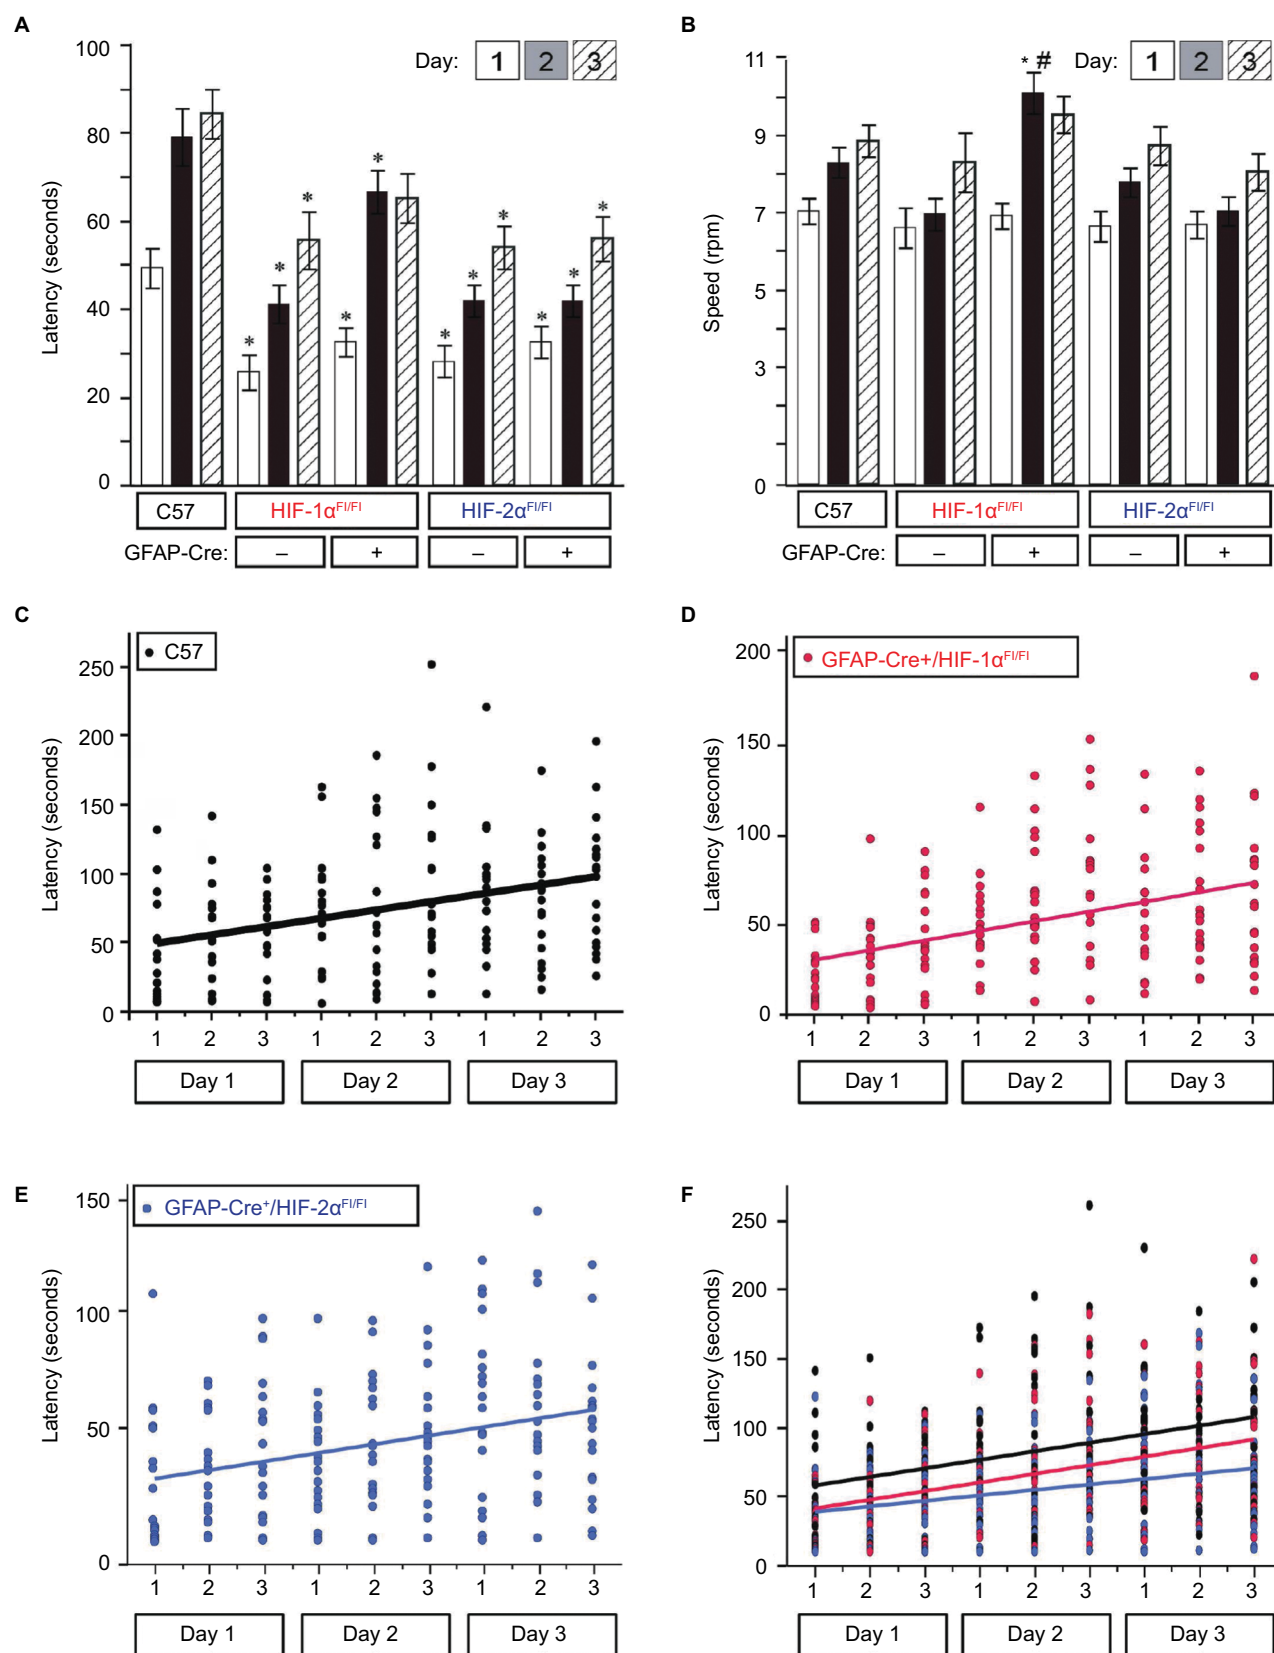 A
Day: 1 2 3
Latency (seconds)
100
80
60
40
20
0
* * * * * * * * * * *
C57 HIF-1αFl/Fl HIF-2αFl/Fl
GFAP-Cre: – + – +
B
* # Day: 1 2 3
Speed (rpm)
11
9
7
5
3
0
C57 HIF-1αFl/Fl HIF-2αFl/Fl
GFAP-Cre: – + – +
C
C57
Latency (seconds)
250
200
150
100
50
0
1 2 3 1 2 3 1 2 3
Day 1 Day 2 Day 3
D
GFAP-Cre+/HIF-1αFl/Fl
Latency (seconds)
200
150
100
50
0
1 2 3 1 2 3 1 2 3
Day 1 Day 2 Day 3
E
GFAP-Cre+/HIF-2αFl/Fl
Latency (seconds)
150
100
50
0
1 2 3 1 2 3 1 2 3
Day 1 Day 2 Day 3
F
Latency (seconds)
250
200
150
100
50
0
1 2 3 1 2 3 1 2 3
Day 1 Day 2 Day 3